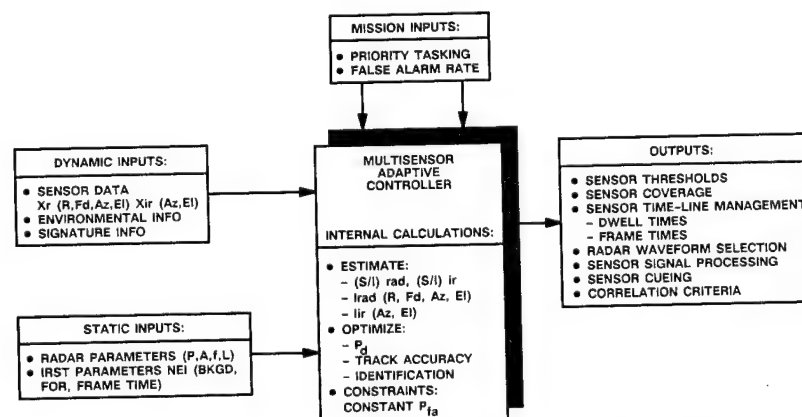 MISSION INPUTS:
● PRIORITY TASKING
● FALSE ALARM RATE
DYNAMIC INPUTS:
● SENSOR DATA
Xr (R,Fd,Az,El) Xir (Az,El)
● ENVIRONMENTAL INFO
● SIGNATURE INFO
STATIC INPUTS:
● RADAR PARAMETERS (P,A,f,L)
● IRST PARAMETERS NEI (BKGD,
FOR, FRAME TIME)
MULTISENSOR
ADAPTIVE
CONTROLLER
INTERNAL CALCULATIONS:
● ESTIMATE:
– (S/I) rad, (S/I) ir
– Irad (R, Fd, Az, El)
– Iir (Az, El)
● OPTIMIZE:
– Pd
– TRACK ACCURACY
– IDENTIFICATION
● CONSTRAINTS:
CONSTANT Pfa
OUTPUTS:
● SENSOR THRESHOLDS
● SENSOR COVERAGE
● SENSOR TIME-LINE MANAGEMENT
– DWELL TIMES
– FRAME TIMES
● RADAR WAVEFORM SELECTION
● SENSOR SIGNAL PROCESSING
● SENSOR CUEING
● CORRELATION CRITERIA